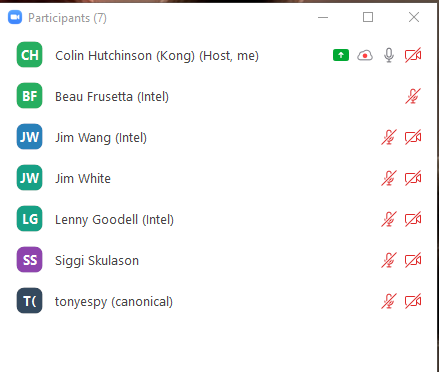 Participants (7)
CH Colin Hutchinson (Kong) (Host, me)
BF Beau Frusetta (Intel)
JW Jim Wang (Intel)
JW Jim White
LG Lenny Goodell (Intel)
SS Siggi Skulason
T( tonyespy (canonical)